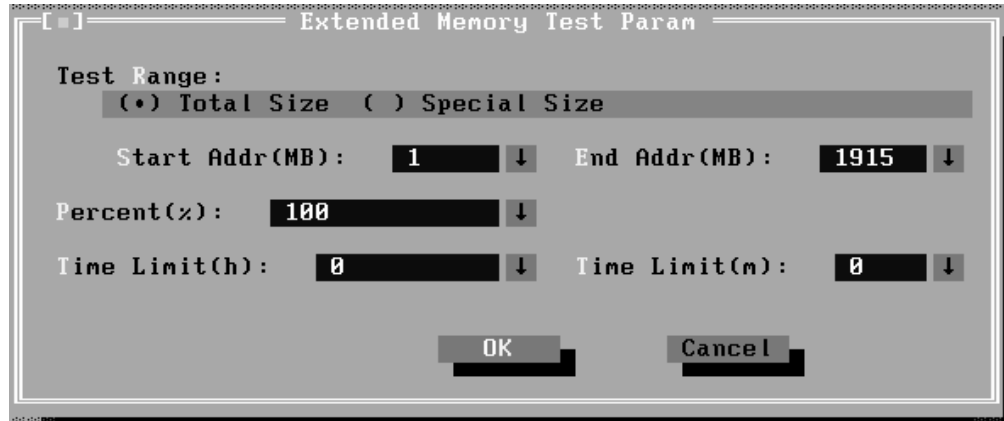 [■] Extended Memory Test Param
Test Range:
(•) Total Size ( ) Special Size
Start Addr(MB): 1 ↓ End Addr(MB): 1915 ↓
Percent(%): 100 ↓
Time Limit(h): 0 ↓ Time Limit(m): 0 ↓
OK Cancel